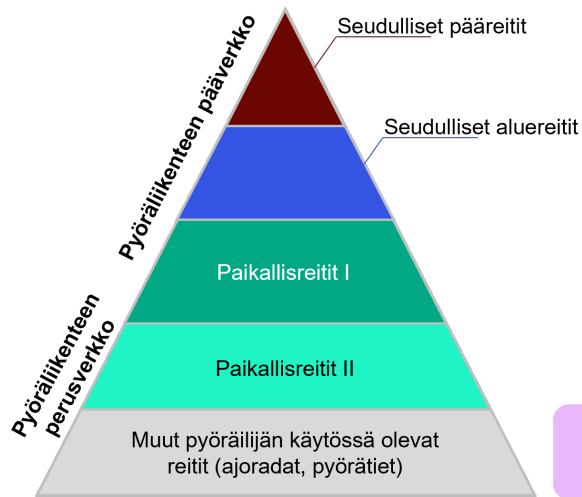 Pyöräliikenteen pääverkko
Seudulliset pääreitit
Seudulliset aluereitit
Paikallisreitit I
Pyöräliikenteen
perusverkko
Paikallisreitit II
Muut pyöräilijän käytössä olevat
reitit (ajoradat, pyörätiet)